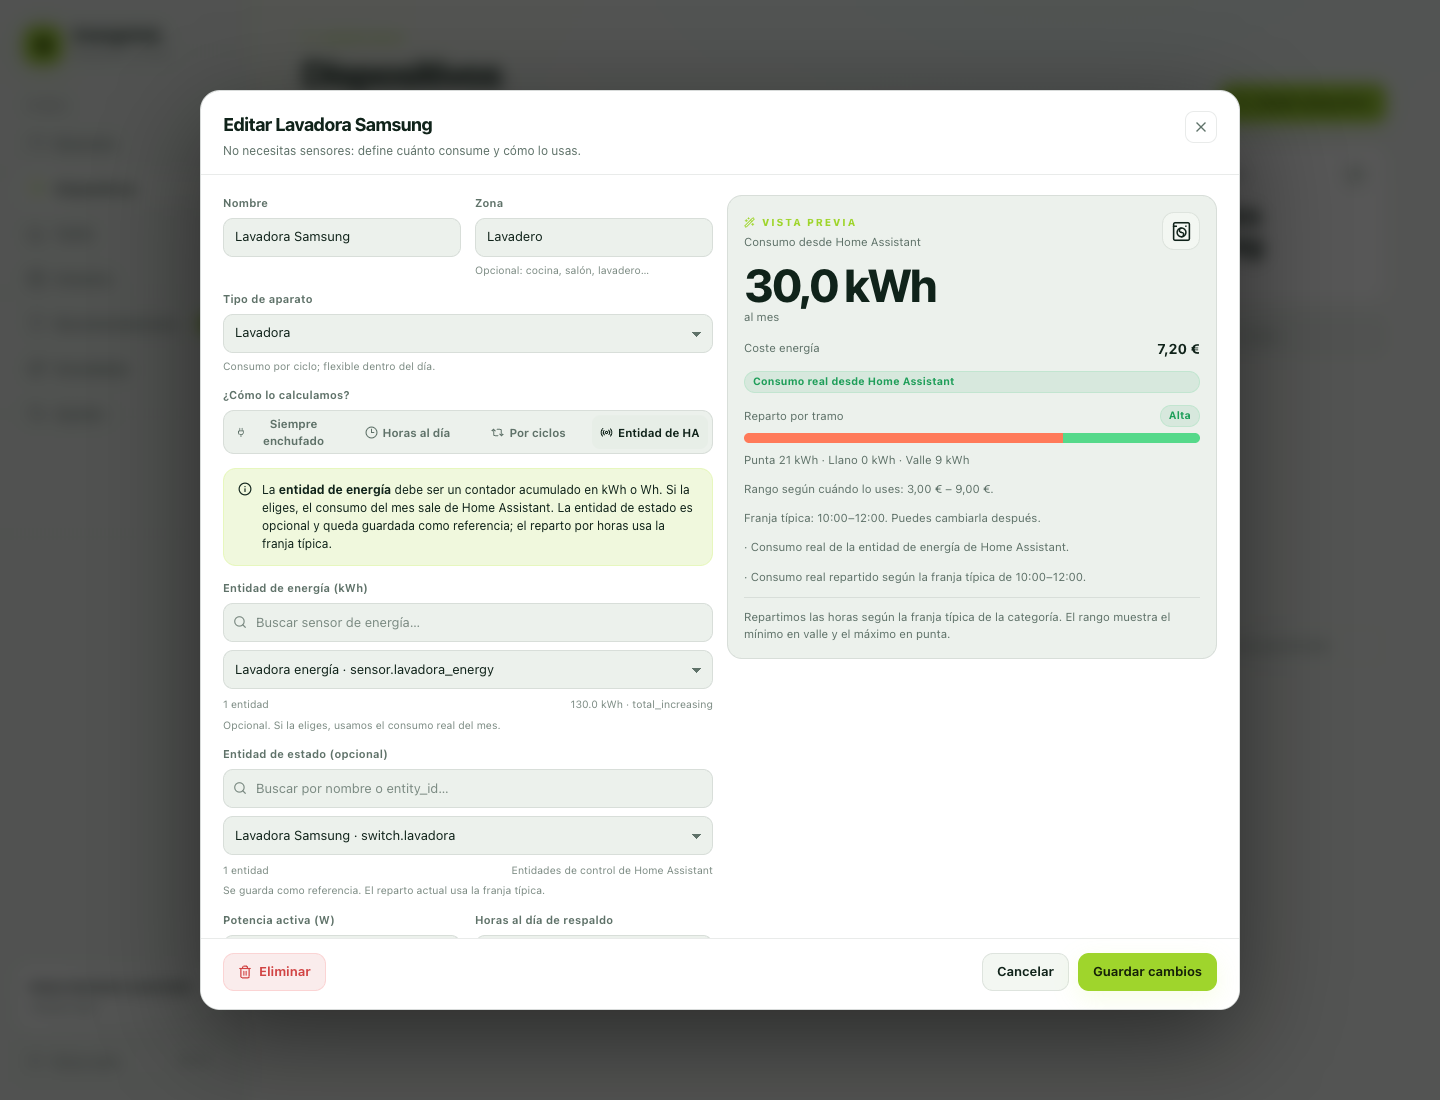 Editar Lavadora Samsung
No necesitas sensores: define cuánto consume y cómo lo usas.
Nombre
Zona
Lavadora Samsung
Lavadero
Opcional: cocina, salón, lavadero...
Tipo de aparato
Lavadora
Consumo por ciclo; flexible dentro del día.
¿Cómo lo calculamos?
Siempre
enchufado
Horas al día
Por ciclos
Entidad de HA
La entidad de energía debe ser un contador acumulado en kWh o Wh. Si la
eliges, el consumo del mes sale de Home Assistant. La entidad de estado es
opcional y queda guardada como referencia; el reparto por horas usa la
franja típica.
Entidad de energía (kWh)
Buscar sensor de energía...
Lavadora energía · sensor.lavadora_energy
1 entidad
130.0 kWh · total_increasing
Opcional. Si la eliges, usamos el consumo real del mes.
Entidad de estado (opcional)
Buscar por nombre o entity_id...
Lavadora Samsung · switch.lavadora
1 entidad
Entidades de control de Home Assistant
Se guarda como referencia. El reparto actual usa la franja típica.
Potencia activa (W)
Horas al día de respaldo
VISTA PREVIA
Consumo desde Home Assistant
30,0 kWh
al mes
Coste energía
7,20 €
Consumo real desde Home Assistant
Reparto por tramo
Alta
Punta 21 kWh · Llano 0 kWh · Valle 9 kWh
Rango según cuándo lo uses: 3,00 € – 9,00 €.
Franja típica: 10:00–12:00. Puedes cambiarla después.
· Consumo real de la entidad de energía de Home Assistant.
· Consumo real repartido según la franja típica de 10:00–12:00.
Repartimos las horas según la franja típica de la categoría. El rango muestra el
mínimo en valle y el máximo en punta.
Eliminar
Cancelar
Guardar cambios